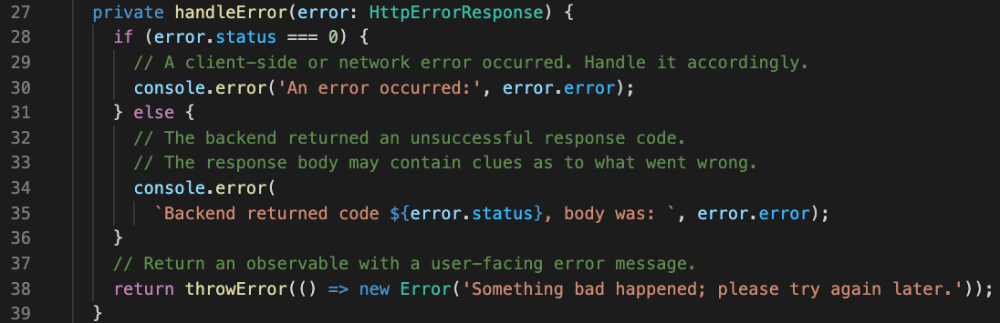 27 private handleError(error: HttpErrorResponse) {
28 if (error.status === 0) {
29 // A client-side or network error occurred. Handle it accordingly.
30 console.error('An error occurred:', error.error);
31 } else {
32 // The backend returned an unsuccessful response code.
33 // The response body may contain clues as to what went wrong.
34 console.error(
35 `Backend returned code ${error.status}, body was: `, error.error);
36 }
37 // Return an observable with a user-facing error message.
38 return throwError(() => new Error('Something bad happened; please try again later.'));
39 }